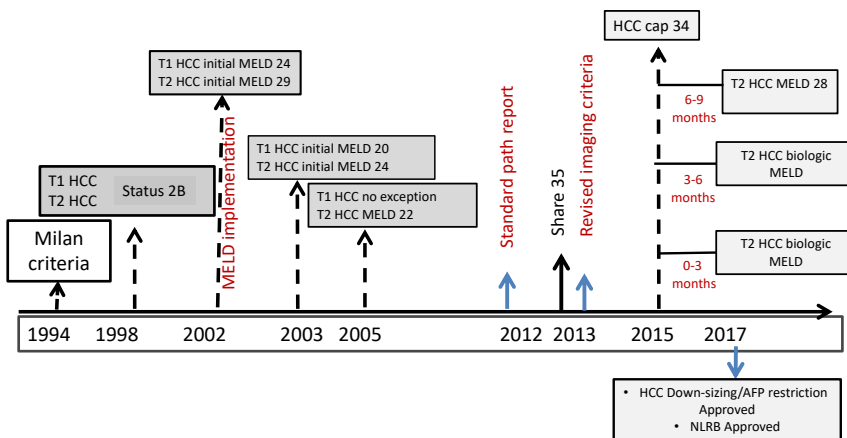 HCC cap 34
T1 HCC initial MELD 24
T2 HCC initial MELD 29
T2 HCC MELD 28
6-9
months
MELD implementation
Standard path report
Share 35
Revised imaging criteria
T1 HCC initial MELD 20
T2 HCC initial MELD 24
T2 HCC biologic
MELD
3-6
months
T1 HCC
T2 HCC
Status 2B
T1 HCC no exception
T2 HCC MELD 22
Milan
criteria
T2 HCC biologic
MELD
0-3
months
1994 1998 2002 2003 2005 2012 2013 2015 2017
• HCC Down-sizing/AFP restriction
Approved
• NLRB Approved